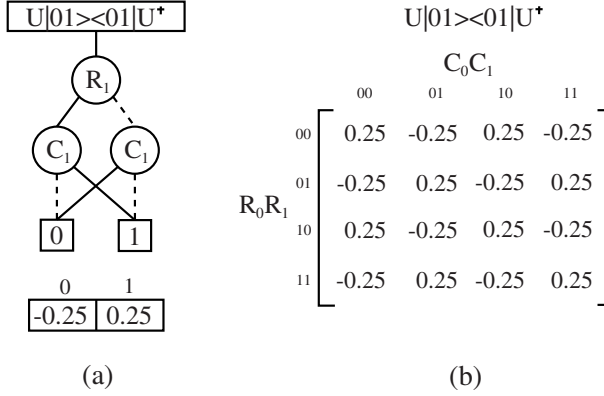 U|01><01|U†
R₁
C₁ C₁
0 1
0 1
-0.25 0.25
(a)
U|01><01|U†
C₀C₁
00 01 10 11
00 0.25 -0.25 0.25 -0.25
01 -0.25 0.25 -0.25 0.25
R₀R₁
10 0.25 -0.25 0.25 -0.25
11 -0.25 0.25 -0.25 0.25
(b)